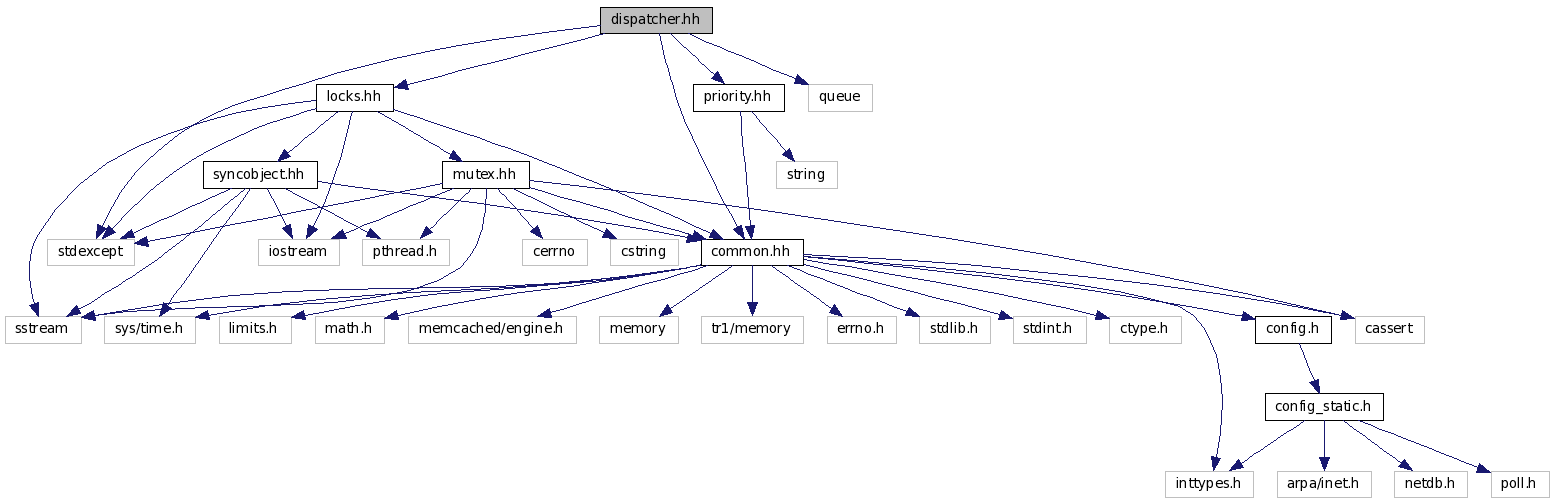 dispatcher.hh
locks.hh
priority.hh
queue
syncobject.hh
mutex.hh
string
stdexcept
iostream
pthread.h
cerrno
cstring
common.hh
sstream
sys/time.h
limits.h
math.h
memcached/engine.h
memory
tr1/memory
errno.h
stdlib.h
stdint.h
ctype.h
config.h
cassert
config_static.h
inttypes.h
arpa/inet.h
netdb.h
poll.h